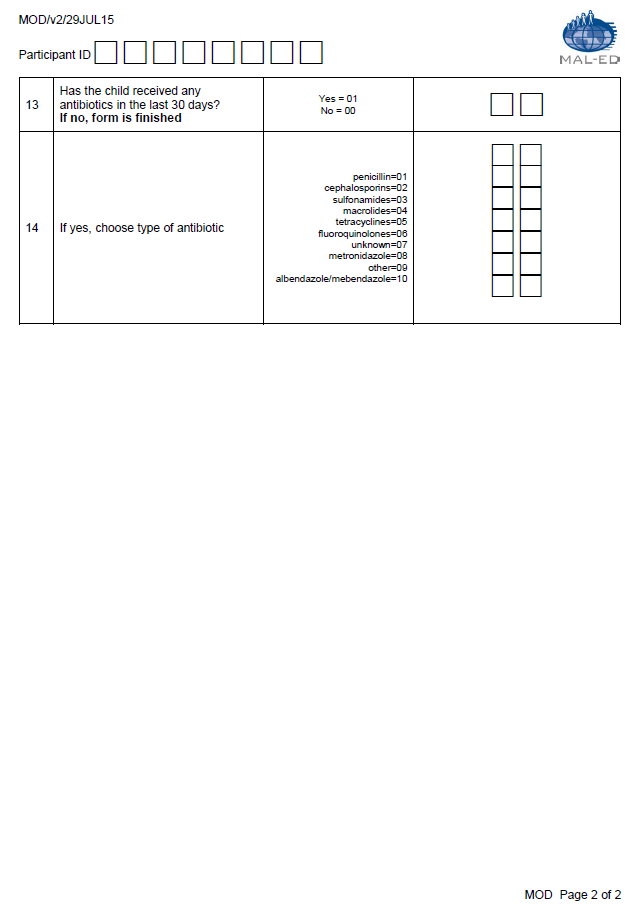 MOD/v2/29JUL15
MAL-ED
Participant ID
13
Has the child received any
antibiotics in the last 30 days?
If no, form is finished
Yes = 01
No = 00
14
If yes, choose type of antibiotic
penicillin=01
cephalosporins=02
sulfonamides=03
macrolides=04
tetracyclines=05
fluoroquinolones=06
unknown=07
metronidazole=08
other=09
albendazole/mebendazole=10
MOD Page 2 of 2